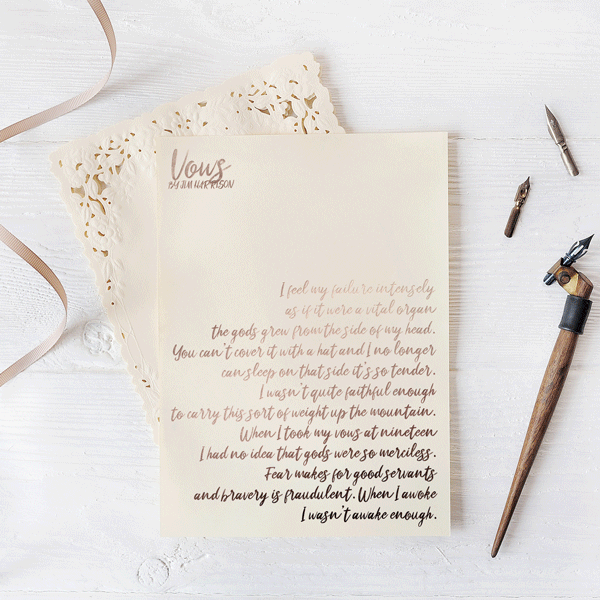 Vows
BY JIM HARRISON
I feel my failure intensely
as if it were a vital organ
the gods grew from the side of my head.
You can't cover it with a hat and I no longer
can sleep on that side it's so tender.
I wasn't quite faithful enough
to carry this sort of weight up the mountain.
When I took my vows at nineteen
I had no idea that gods were so merciless.
Fear makes for good servants
and bravery is fraudulent. When I awoke
I wasn't awake enough.